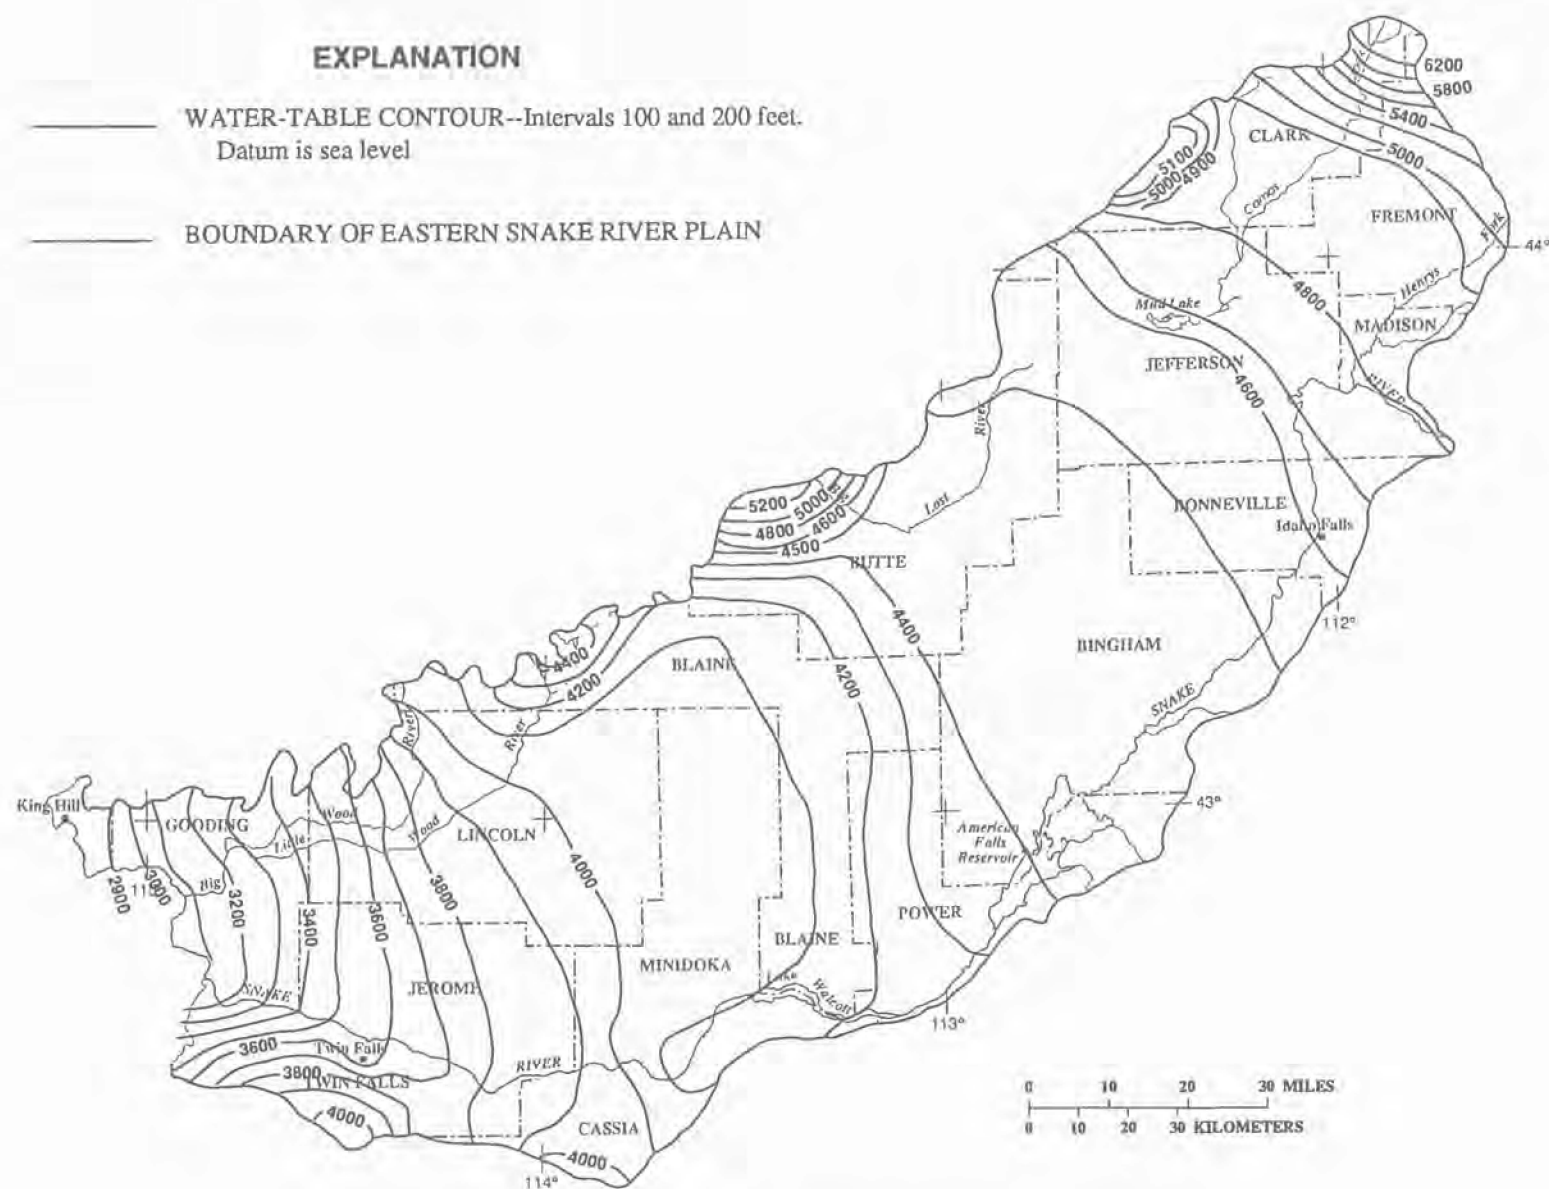 EXPLANATION
WATER-TABLE CONTOUR--Intervals 100 and 200 feet.
Datum is sea level
BOUNDARY OF EASTERN SNAKE RIVER PLAIN
6200
5800
5400
CLARK
5100
5000
4900
5000
Camas
FREMONT
Fork
44°
Henrys
4800
Mud Lake
MADISON
JEFFERSON
4600
RIVER
River
Lost
5200
5000
4800
4600
4500
BONNEVILLE
Idaho Falls
BUTTE
4400
112°
BINGHAM
4400
BLAINE
4200
4200
SNAKE
River
River
King Hill
GOODING
Wood
Little
Wood
LINCOLN
43°
American
Falls
Reservoir
4000
Big
2900
3000
3200
3800
3400
3600
POWER
BLAINE
MINIDOKA
Lake
Walcott
JEROME
SNAKE
113°
3600
Twin Falls
RIVER
3800
TWIN FALLS
4000
CASSIA
4000
114°
0 10 20 30 MILES
0 10 20 30 KILOMETERS